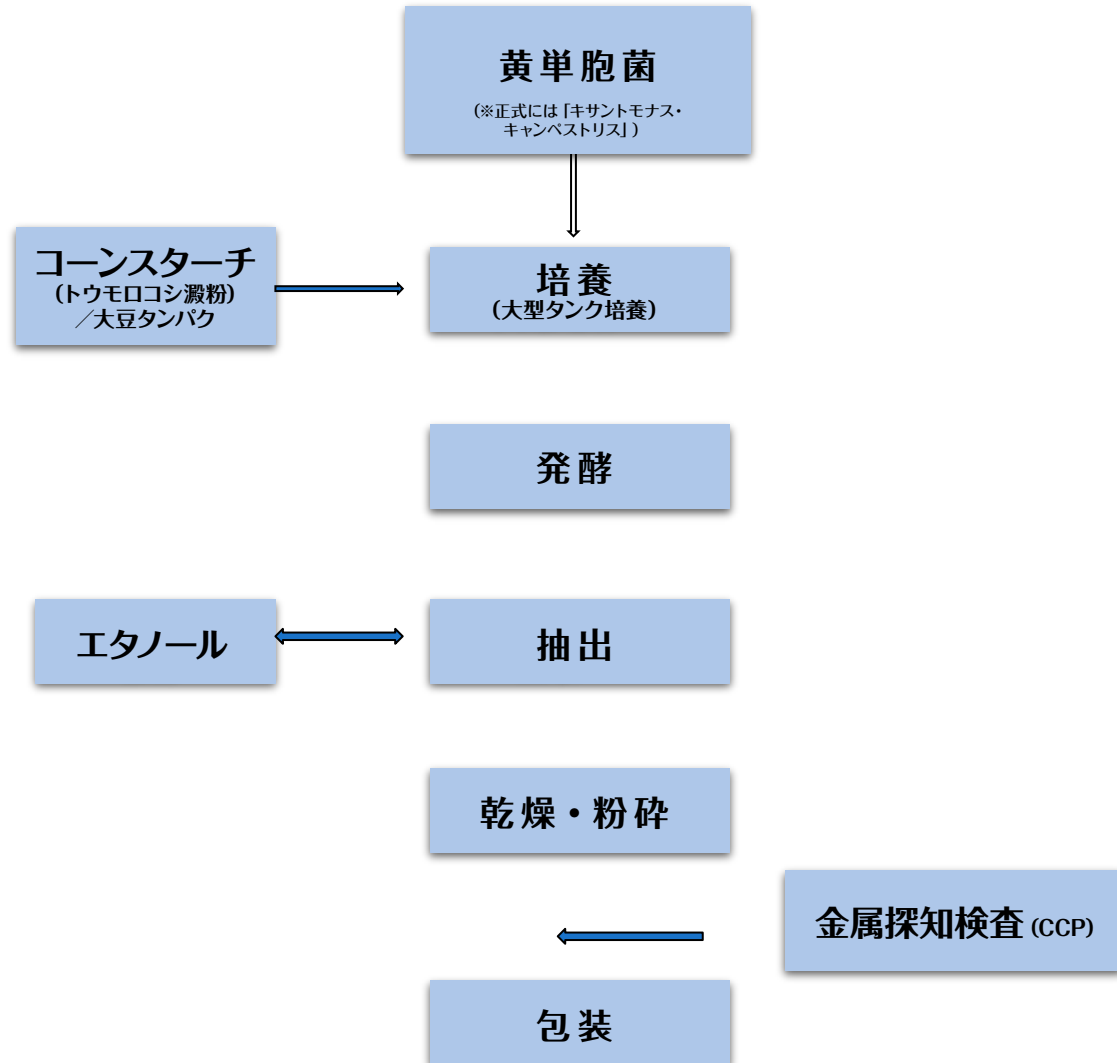 黄単胞菌
(※正式には「キサントモナス・
キャンペストリス」)
コーンスターチ
(トウモロコシ澱粉)
／大豆タンパク
培養
(大型タンク培養)
発酵
エタノール
抽出
乾燥・粉砕
金属探知検査 (CCP)
包装